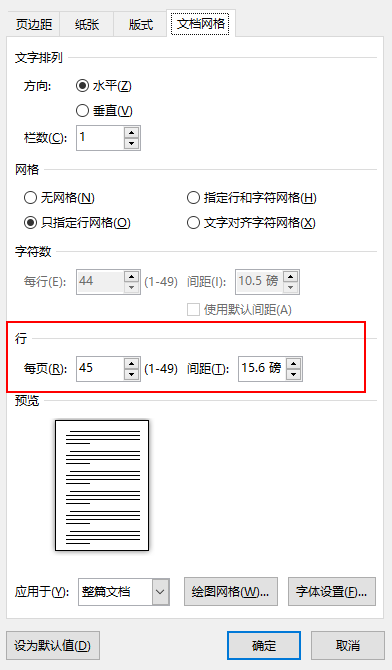 页边距 纸张 版式 文档网格
文字排列
方向: 水平(Z)
垂直(V)
栏数(C): 1
网格
无网格(N) 指定行和字符网格(H)
只指定行网格(O) 文字对齐字符网格(X)
字符数
每行(E): 44 (1-49) 间距(I): 10.5 磅
使用默认间距(A)
行
每页(R): 45 (1-49) 间距(T): 15.6 磅
预览
应用于(Y): 整篇文档 绘图网格(W)... 字体设置(F)...
设为默认值(D) 确定 取消